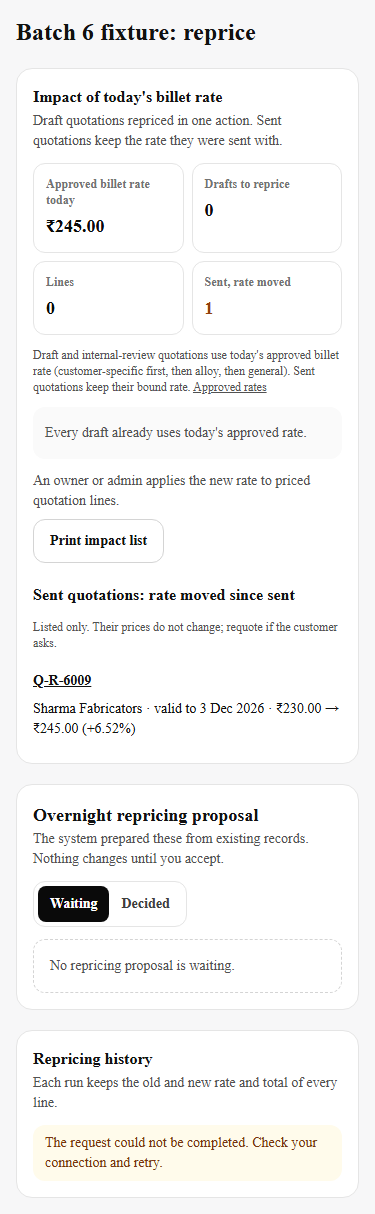 Batch 6 fixture: reprice
Impact of today's billet rate
Draft quotations repriced in one action. Sent
quotations keep the rate they were sent with.
Approved billet rate
today
₹245.00
Drafts to reprice
0
Lines
0
Sent, rate moved
1
Draft and internal-review quotations use today's approved billet
rate (customer-specific first, then alloy, then general). Sent
quotations keep their bound rate. Approved rates
Every draft already uses today's approved rate.
An owner or admin applies the new rate to priced
quotation lines.
Print impact list
Sent quotations: rate moved since sent
Listed only. Their prices do not change; requote if the customer
asks.
Q-R-6009
Sharma Fabricators · valid to 3 Dec 2026 · ₹230.00 →
₹245.00 (+6.52%)
Overnight repricing proposal
The system prepared these from existing records.
Nothing changes until you accept.
Waiting
Decided
No repricing proposal is waiting.
Repricing history
Each run keeps the old and new rate and total of every
line.
The request could not be completed. Check your
connection and retry.